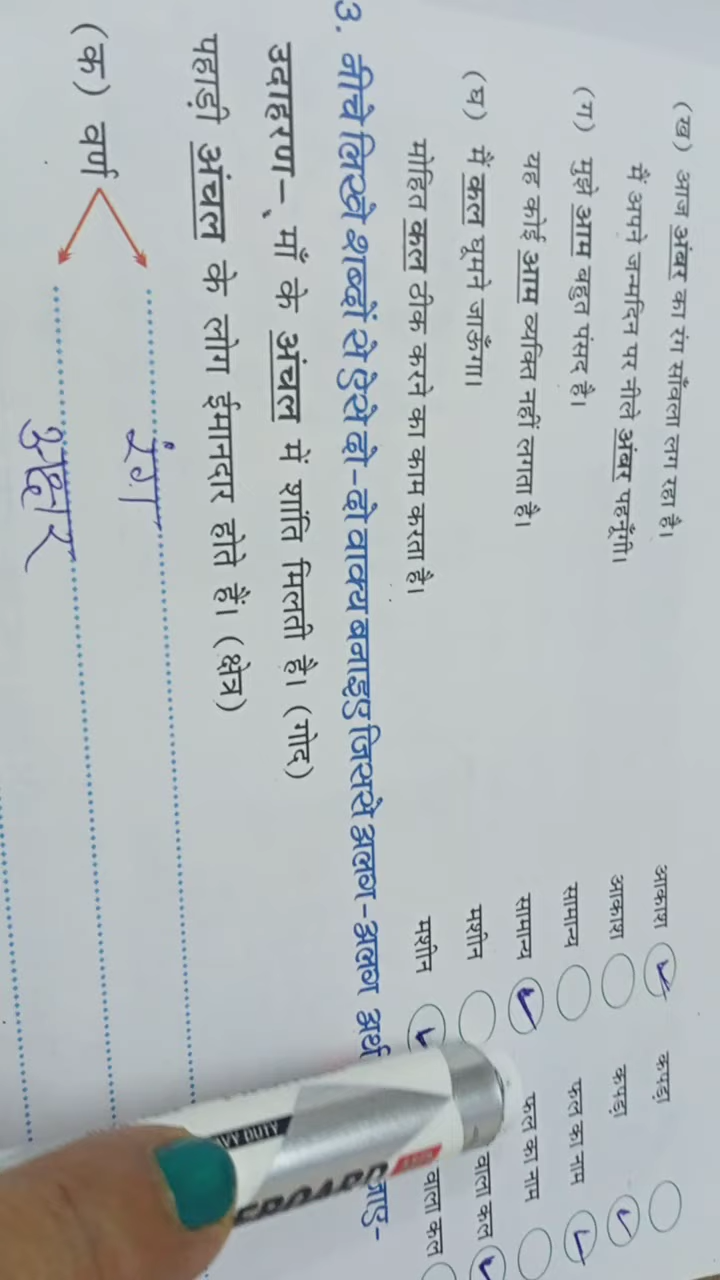 (ख) आज अंबर का रंग साँवला लग रहा है। आकाश कपड़ा
मैं अपने जन्मदिन पर नीले अंबर पहनूँगी। आकाश कपड़ा
(ग) मुझे आम बहुत पंसद है। सामान्य फल का नाम
यह कोई आम व्यक्ति नहीं लगता है। सामान्य फल का नाम
(घ) मैं कल घूमने जाऊँगा। मशीन वाला कल
मोहित कल ठीक करने का काम करता है। मशीन वाला कल
3. नीचे लिखे शब्दों से ऐसे दो-दो वाक्य बनाइए जिससे अलग-अलग अर्थ जाए-
उदाहरण- माँ के अंचल में शांति मिलती है। (गोद)
पहाड़ी अंचल के लोग ईमानदार होते हैं। (क्षेत्र)
(क) वर्ण
रंग
अक्षर